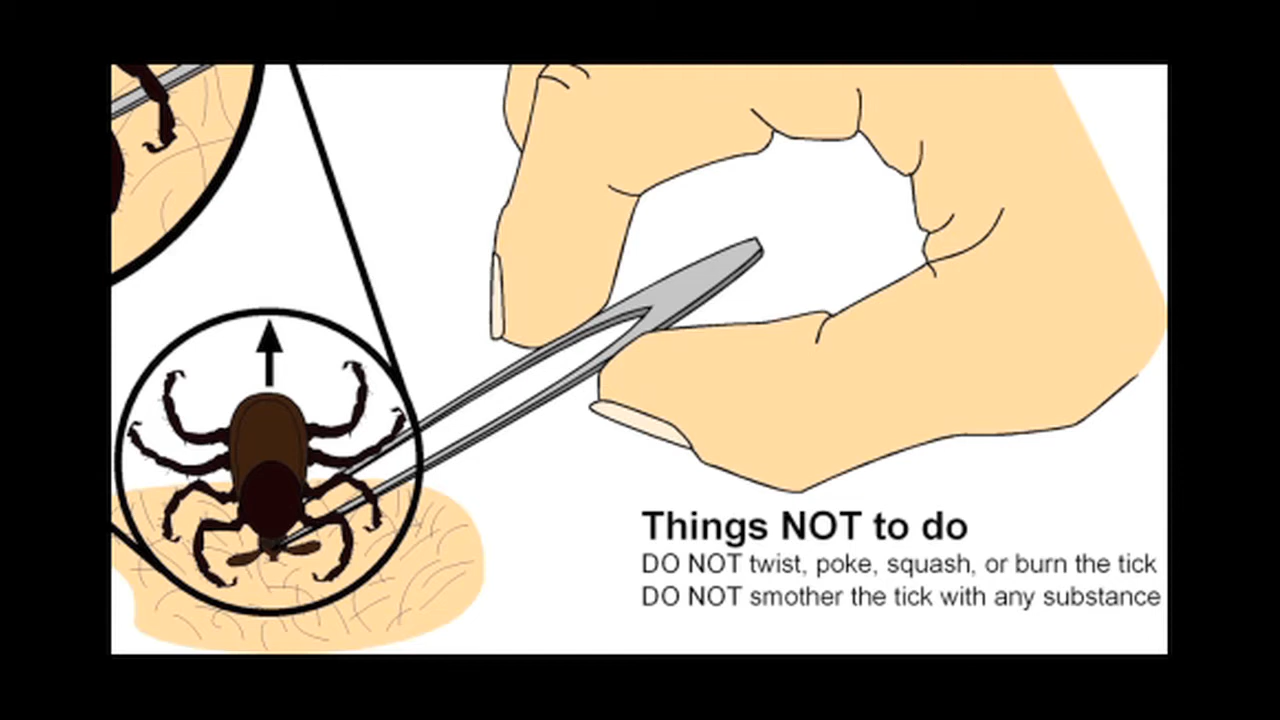 Things NOT to do
DO NOT twist, poke, squash, or burn the tick
DO NOT smother the tick with any substance